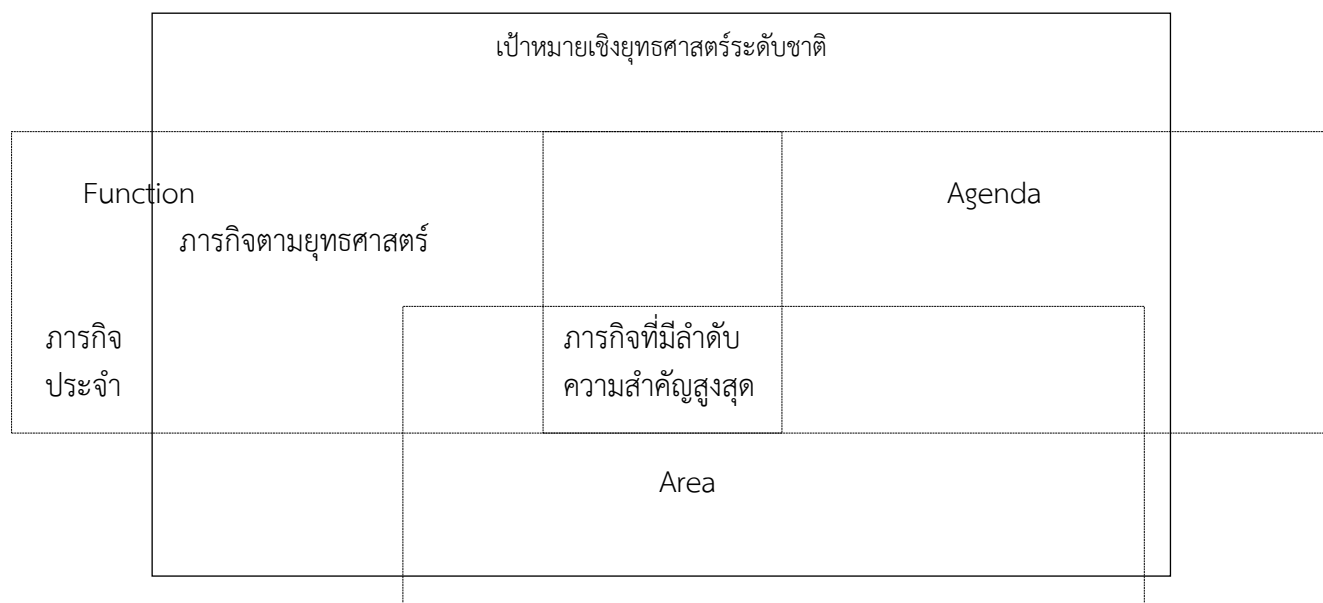 เป้าหมายเชิงยุทธศาสตร์ระดับชาติ
Function
Agenda
ภารกิจตามยุทธศาสตร์
ภารกิจ
ประจำ
ภารกิจที่มีลำดับ
ความสำคัญสูงสุด
Area